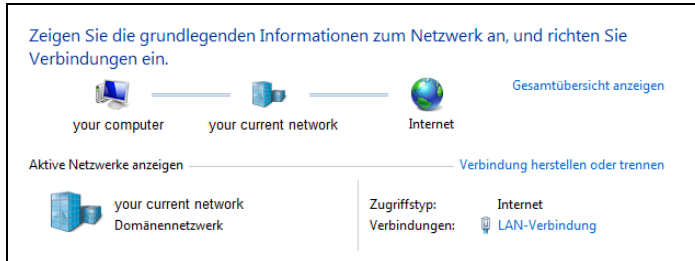 Zeigen Sie die grundlegenden Informationen zum Netzwerk an, und richten Sie
Verbindungen ein.
Gesamtübersicht anzeigen
your computer your current network Internet
Aktive Netzwerke anzeigen Verbindung herstellen oder trennen
your current network Zugriffstyp: Internet
Domänennetzwerk Verbindungen: LAN-Verbindung